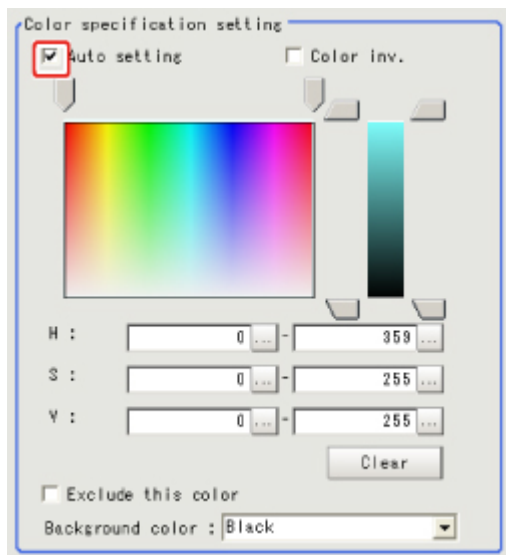 Color specification setting
Auto setting Color inv.
H : 0 ... - 359 ...
S : 0 ... - 255 ...
V : 0 ... - 255 ...
Clear
Exclude this color
Background color : Black